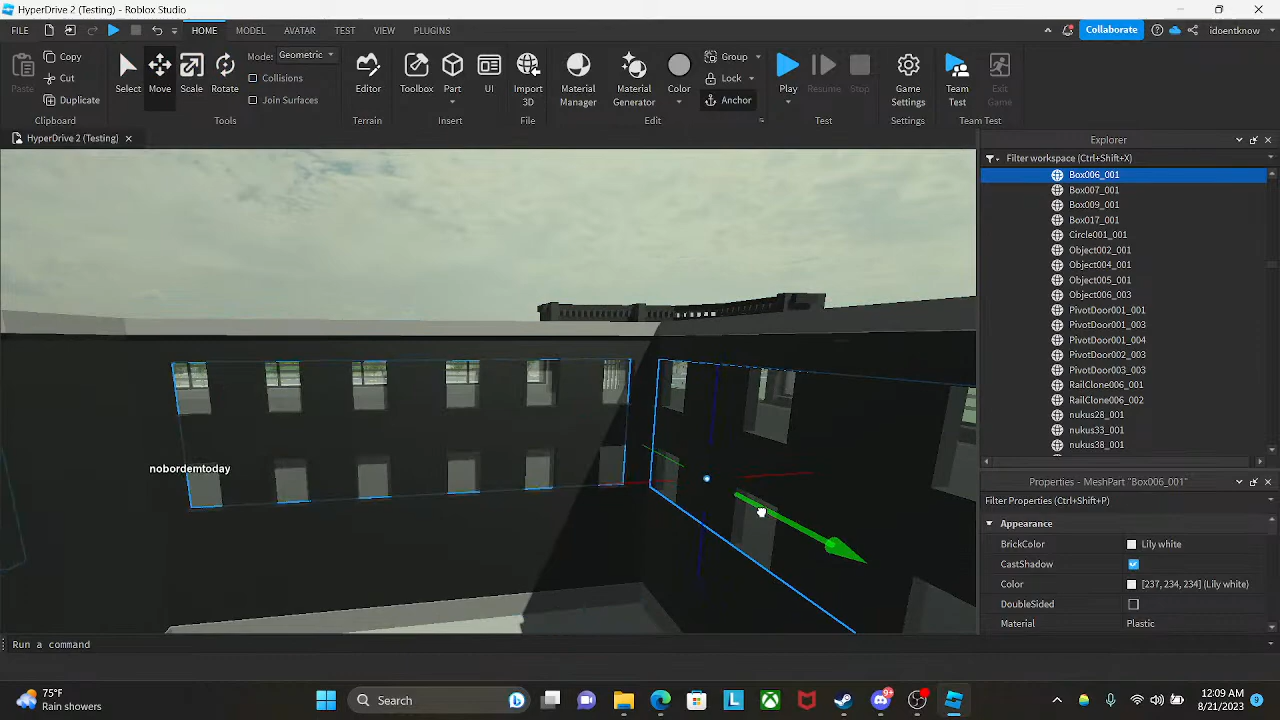 HyperDrive 2 (Testing) - Roblox Studio
FILE
HOME MODEL AVATAR TEST VIEW PLUGINS
Collaborate
idoentknow
Paste
Copy
Cut
Duplicate
Clipboard
Select Move Scale Rotate
Mode: Geometric
Collisions
Join Surfaces
Tools
Editor
Terrain
Toolbox Part UI
Insert
Import
3D
File
Material
Manager
Material
Generator
Color
Group
Lock
Anchor
Edit
Play Resume Stop
Test
Game
Settings
Settings
Team
Test
Exit
Game
Team Test
HyperDrive 2 (Testing)
Explorer
Filter workspace (Ctrl+Shift+X)
Box006_001
Box007_001
Box009_001
Box017_001
Circle001_001
Object002_001
Object004_001
Object005_001
Object006_003
PivotDoor001_001
PivotDoor001_003
PivotDoor001_004
PivotDoor002_003
PivotDoor003_003
RailClone006_001
RailClone006_002
nukus28_001
nukus33_001
nukus38_001
nobordemtoday
Properties - MeshPart "Box006_001"
Filter Properties (Ctrl+Shift+P)
Appearance
BrickColor Lily white
CastShadow
Color [237, 234, 234] (Lily white)
DoubleSided
Material Plastic
Run a command
75°F
Rain showers
Search
L
9+
12:09 AM
8/21/2023
9